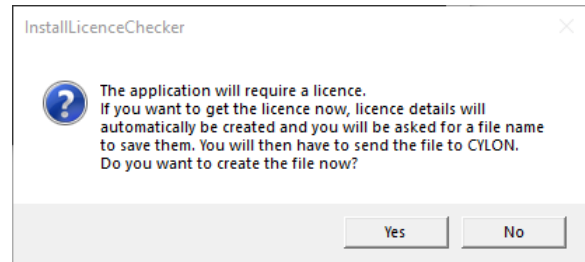 InstallLicenceChecker
The application will require a licence.
If you want to get the licence now, licence details will
automatically be created and you will be asked for a file name
to save them. You will then have to send the file to CYLON.
Do you want to create the file now?
Yes No